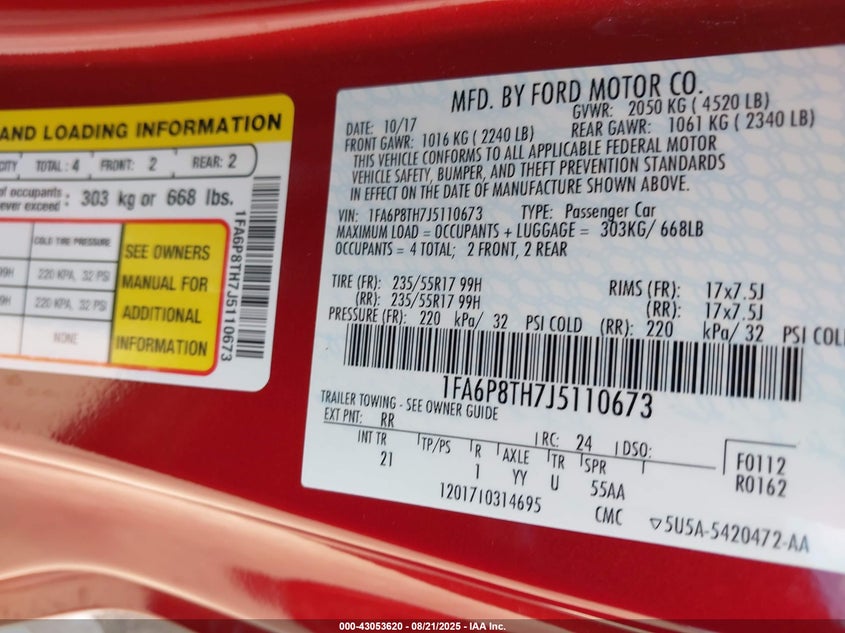 AND LOADING INFORMATION
CITY TOTAL: 4 FRONT: 2 REAR: 2
of occupants
never exceed: 303 kg or 668 lbs.
COLD TIRE PRESSURE
99H 220 KPA, 32 PSI
99H 220 KPA, 32 PSI
NONE
SEE OWNERS
MANUAL FOR
ADDITIONAL
INFORMATION
1FA6P8TH7J5110673
MFD. BY FORD MOTOR CO.
DATE: 10/17 GVWR: 2050 KG ( 4520 LB)
FRONT GAWR: 1016 KG ( 2240 LB) REAR GAWR: 1061 KG ( 2340 LB)
THIS VEHICLE CONFORMS TO ALL APPLICABLE FEDERAL MOTOR
VEHICLE SAFETY, BUMPER, AND THEFT PREVENTION STANDARDS
IN EFFECT ON THE DATE OF MANUFACTURE SHOWN ABOVE.
VIN: 1FA6P8TH7J5110673 TYPE: Passenger Car
MAXIMUM LOAD = OCCUPANTS + LUGGAGE = 303KG/ 668LB
OCCUPANTS = 4 TOTAL; 2 FRONT, 2 REAR
TIRE (FR): 235/55R17 99H RIMS (FR): 17x7.5J
(RR): 235/55R17 99H (RR): 17x7.5J
PRESSURE (FR): 220 kPa/ 32 PSI COLD (RR): 220 kPa/ 32 PSI COL
1FA6P8TH7J5110673
TRAILER TOWING - SEE OWNER GUIDE
EXT PNT: RR RC: 24 DSO:
INT TR TP/PS R AXLE TR SPR F0112
21 1 YY U 55AA R0162
1201710314695 CMC 5U5A-5420472-AA
000-43053620 - 08/21/2025 - IAA Inc.